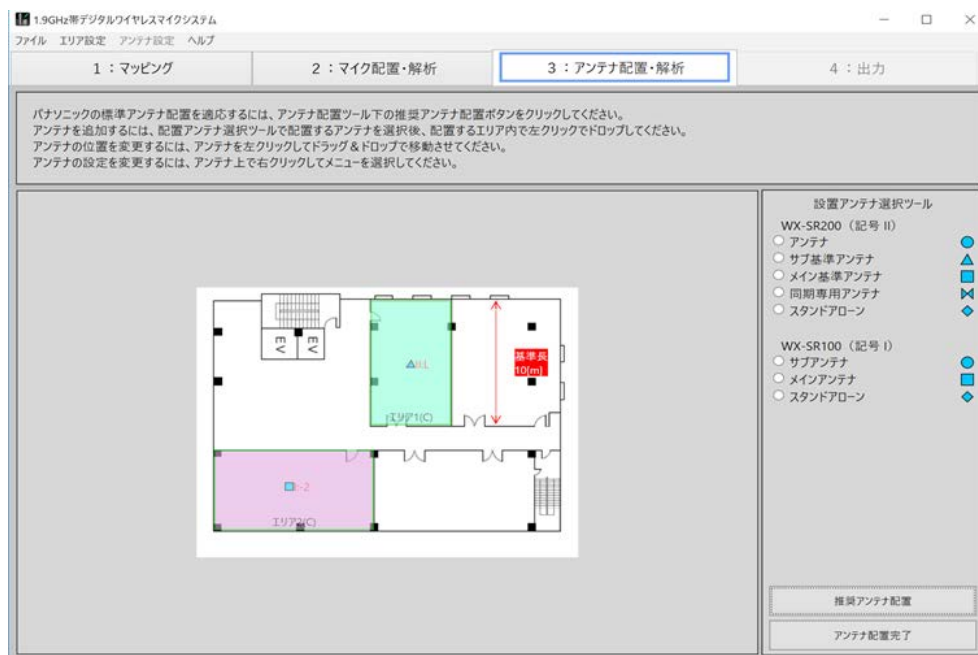 1.9GHz帯デジタルワイヤレスマイクシステム
ファイル エリア設定 アンテナ設定 ヘルプ
1：マッピング
2：マイク配置・解析
3：アンテナ配置・解析
4：出力
パナソニックの標準アンテナ配置を適応するには、アンテナ配置ツール下の推奨アンテナ配置ボタンをクリックしてください。
アンテナを追加するには、配置アンテナ選択ツールで配置するアンテナを選択後、配置するエリア内で左クリックでドロップしてください。
アンテナの位置を変更するには、アンテナを左クリックしてドラッグ＆ドロップで移動させてください。
アンテナの設定を変更するには、アンテナ上で右クリックしてメニューを選択してください。
EV
EV
基準長
10[m]
エリア1(C)
エリア2(C)
設置アンテナ選択ツール
WX-SR200（記号 II）
アンテナ
サブ基準アンテナ
メイン基準アンテナ
同期専用アンテナ
スタンドアローン
WX-SR100（記号 I）
サブアンテナ
メインアンテナ
スタンドアローン
推奨アンテナ配置
アンテナ配置完了